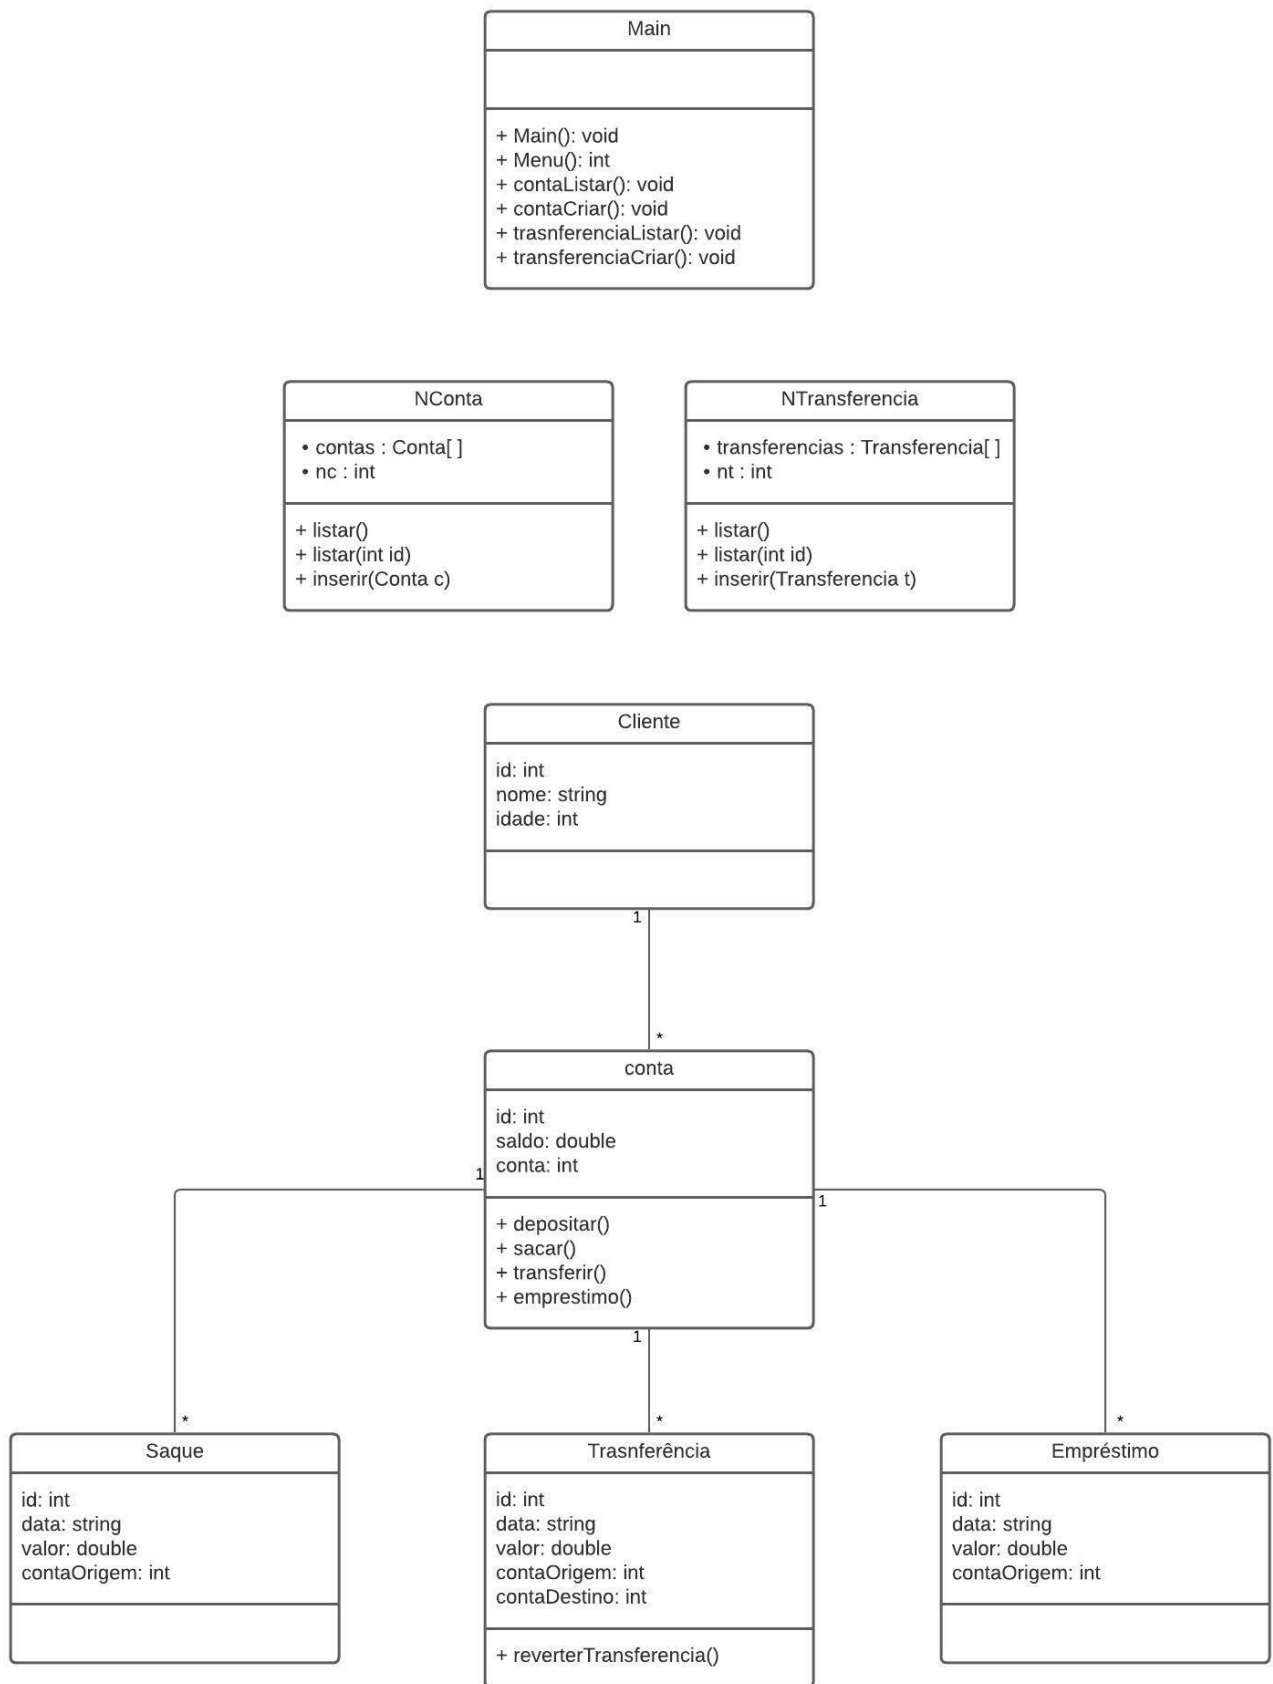 Main
+ Main(): void
+ Menu(): int
+ contaListar(): void
+ contaCriar(): void
+ trasnferenciaListar(): void
+ transferenciaCriar(): void
NConta
• contas : Conta[ ]
• nc : int
+ listar()
+ listar(int id)
+ inserir(Conta c)
NTransferencia
• transferencias : Transferencia[ ]
• nt : int
+ listar()
+ listar(int id)
+ inserir(Transferencia t)
Cliente
id: int
nome: string
idade: int
1
*
conta
id: int
saldo: double
conta: int
+ depositar()
+ sacar()
+ transferir()
+ emprestimo()
1
1
1
*
*
*
Saque
id: int
data: string
valor: double
contaOrigem: int
Trasnferência
id: int
data: string
valor: double
contaOrigem: int
contaDestino: int
+ reverterTransferencia()
Empréstimo
id: int
data: string
valor: double
contaOrigem: int